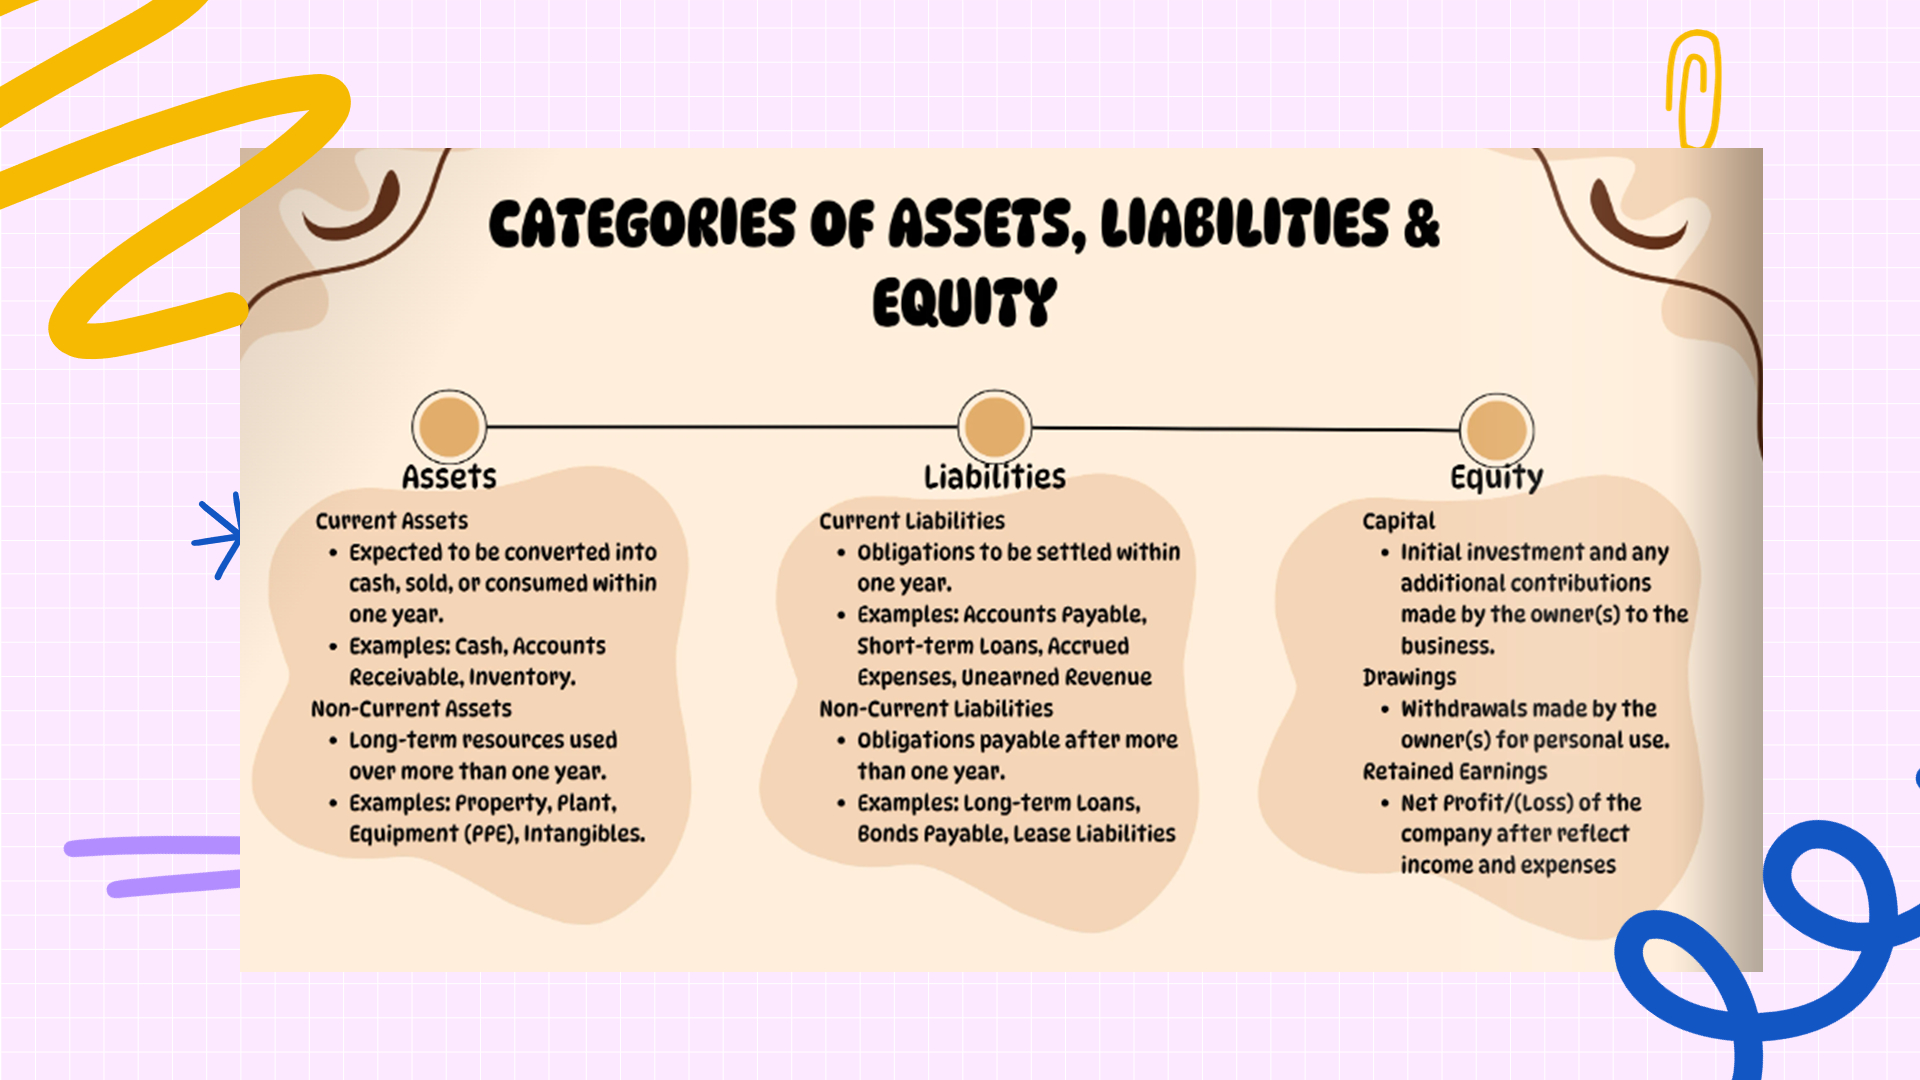 CATEGORIES OF ASSETS, LIABILITIES &
EQUITY
Assets
Current Assets
• Expected to be converted into
cash, sold, or consumed within
one year.
• Examples: Cash, Accounts
Receivable, Inventory.
Non-Current Assets
• Long-term resources used
over more than one year.
• Examples: Property, Plant,
Equipment (PPE), Intangibles.
Liabilities
Current Liabilities
• Obligations to be settled within
one year.
• Examples: Accounts Payable,
Short-term Loans, Accrued
Expenses, Unearned Revenue
Non-Current Liabilities
• Obligations payable after more
than one year.
• Examples: Long-term Loans,
Bonds Payable, Lease Liabilities
Equity
Capital
• Initial investment and any
additional contributions
made by the owner(s) to the
business.
Drawings
• Withdrawals made by the
owner(s) for personal use.
Retained Earnings
• Net Profit/(Loss) of the
company after reflect
income and expenses